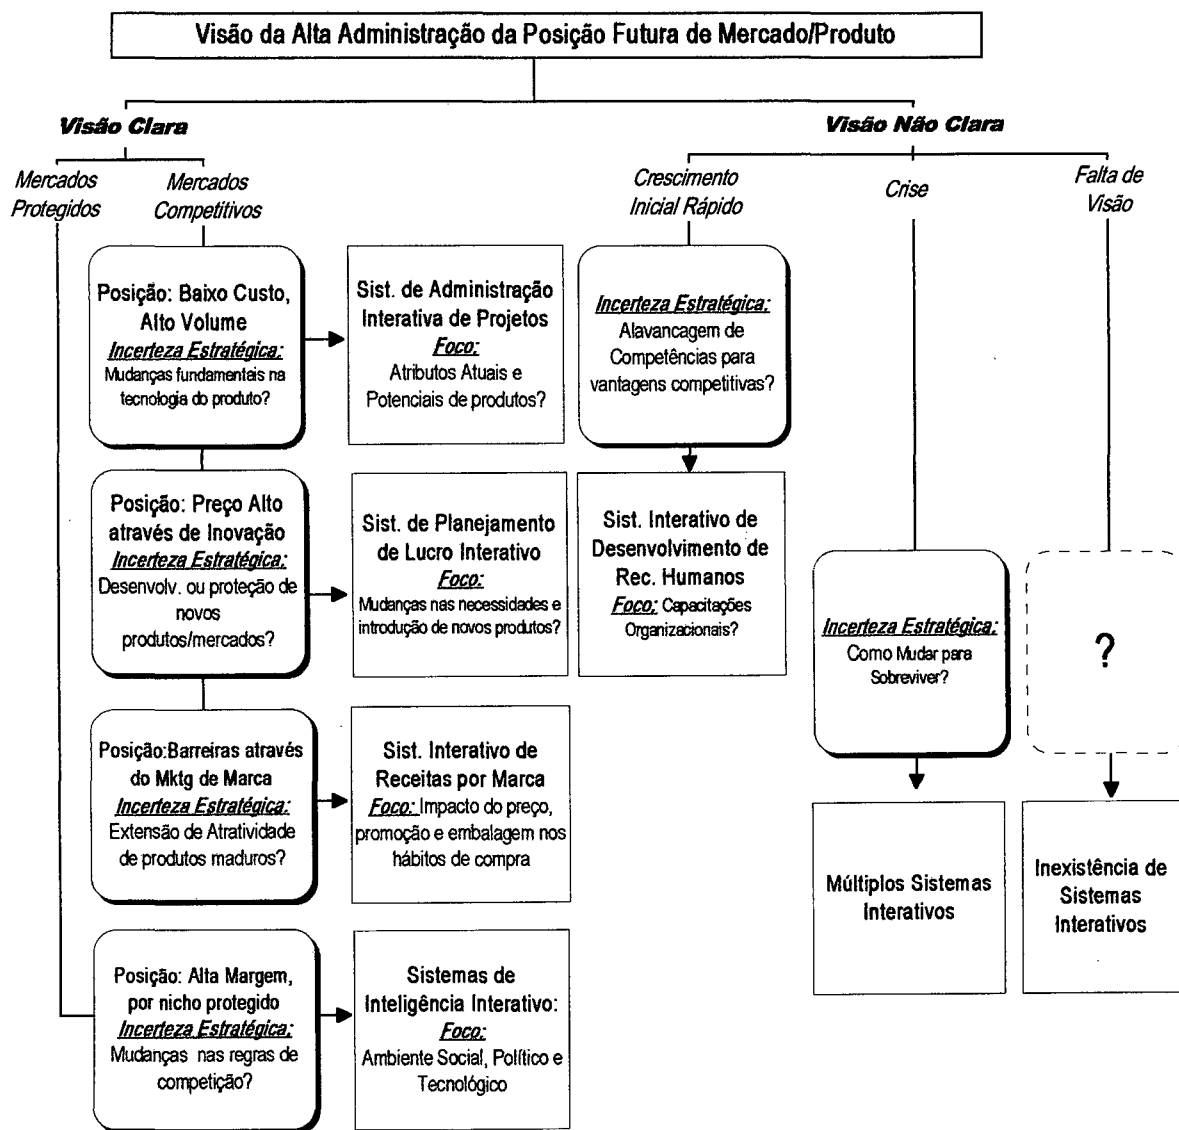 Visão da Alta Administração da Posição Futura de Mercado/Produto
Visão Clara
Visão Não Clara
Mercados
Protegidos
Mercados
Competitivos
Crescimento
Inicial Rápido
Crise
Falta de
Visão
Posição: Baixo Custo,
Alto Volume
Incerteza Estratégica:
Mudanças fundamentais na
tecnologia do produto?
Sist. de Administração
Interativa de Projetos
Foco:
Atributos Atuais e
Potenciais de produtos?
Incerteza Estratégica:
Alavancagem de
Competências para
vantagens competitivas?
Posição: Preço Alto
através de Inovação
Incerteza Estratégica:
Desenvolv. ou proteção de
novos
produtos/mercados?
Sist. de Planejamento
de Lucro Interativo
Foco:
Mudanças nas necessidades e
introdução de novos produtos?
Sist. Interativo de
Desenvolvimento de
Rec. Humanos
Foco: Capacitações
Organizacionais?
Incerteza Estratégica:
Como Mudar para
Sobreviver?
?
Posição:Barreiras através
do Mktg de Marca
Incerteza Estratégica:
Extensão de Atratividade
de produtos maduros?
Sist. Interativo de
Receitas por Marca
Foco: Impacto do preço,
promoção e embalagem nos
hábitos de compra
Múltiplos Sistemas
Interativos
Inexistência de
Sistemas
Interativos
Posição: Alta Margem,
por nicho protegido
Incerteza Estratégica:
Mudanças nas regras de
competição?
Sistemas de
Inteligência Interativo:
Foco:
Ambiente Social, Político e
Tecnológico